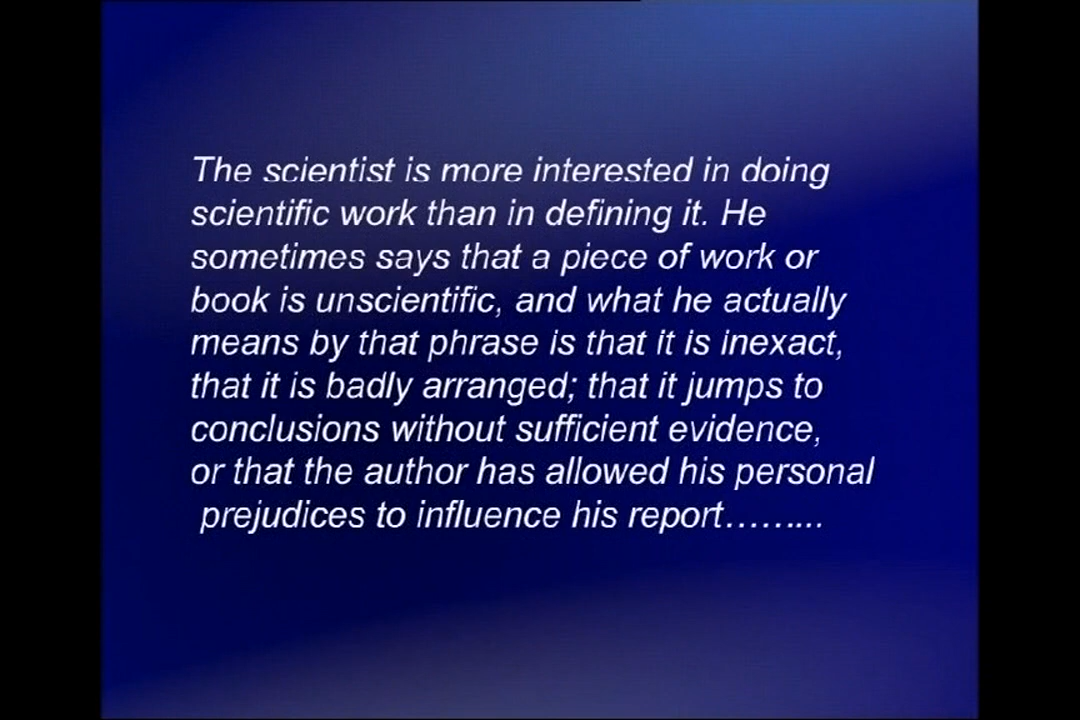 The scientist is more interested in doing
scientific work than in defining it. He
sometimes says that a piece of work or
book is unscientific, and what he actually
means by that phrase is that it is inexact,
that it is badly arranged; that it jumps to
conclusions without sufficient evidence,
or that the author has allowed his personal
prejudices to influence his report.........